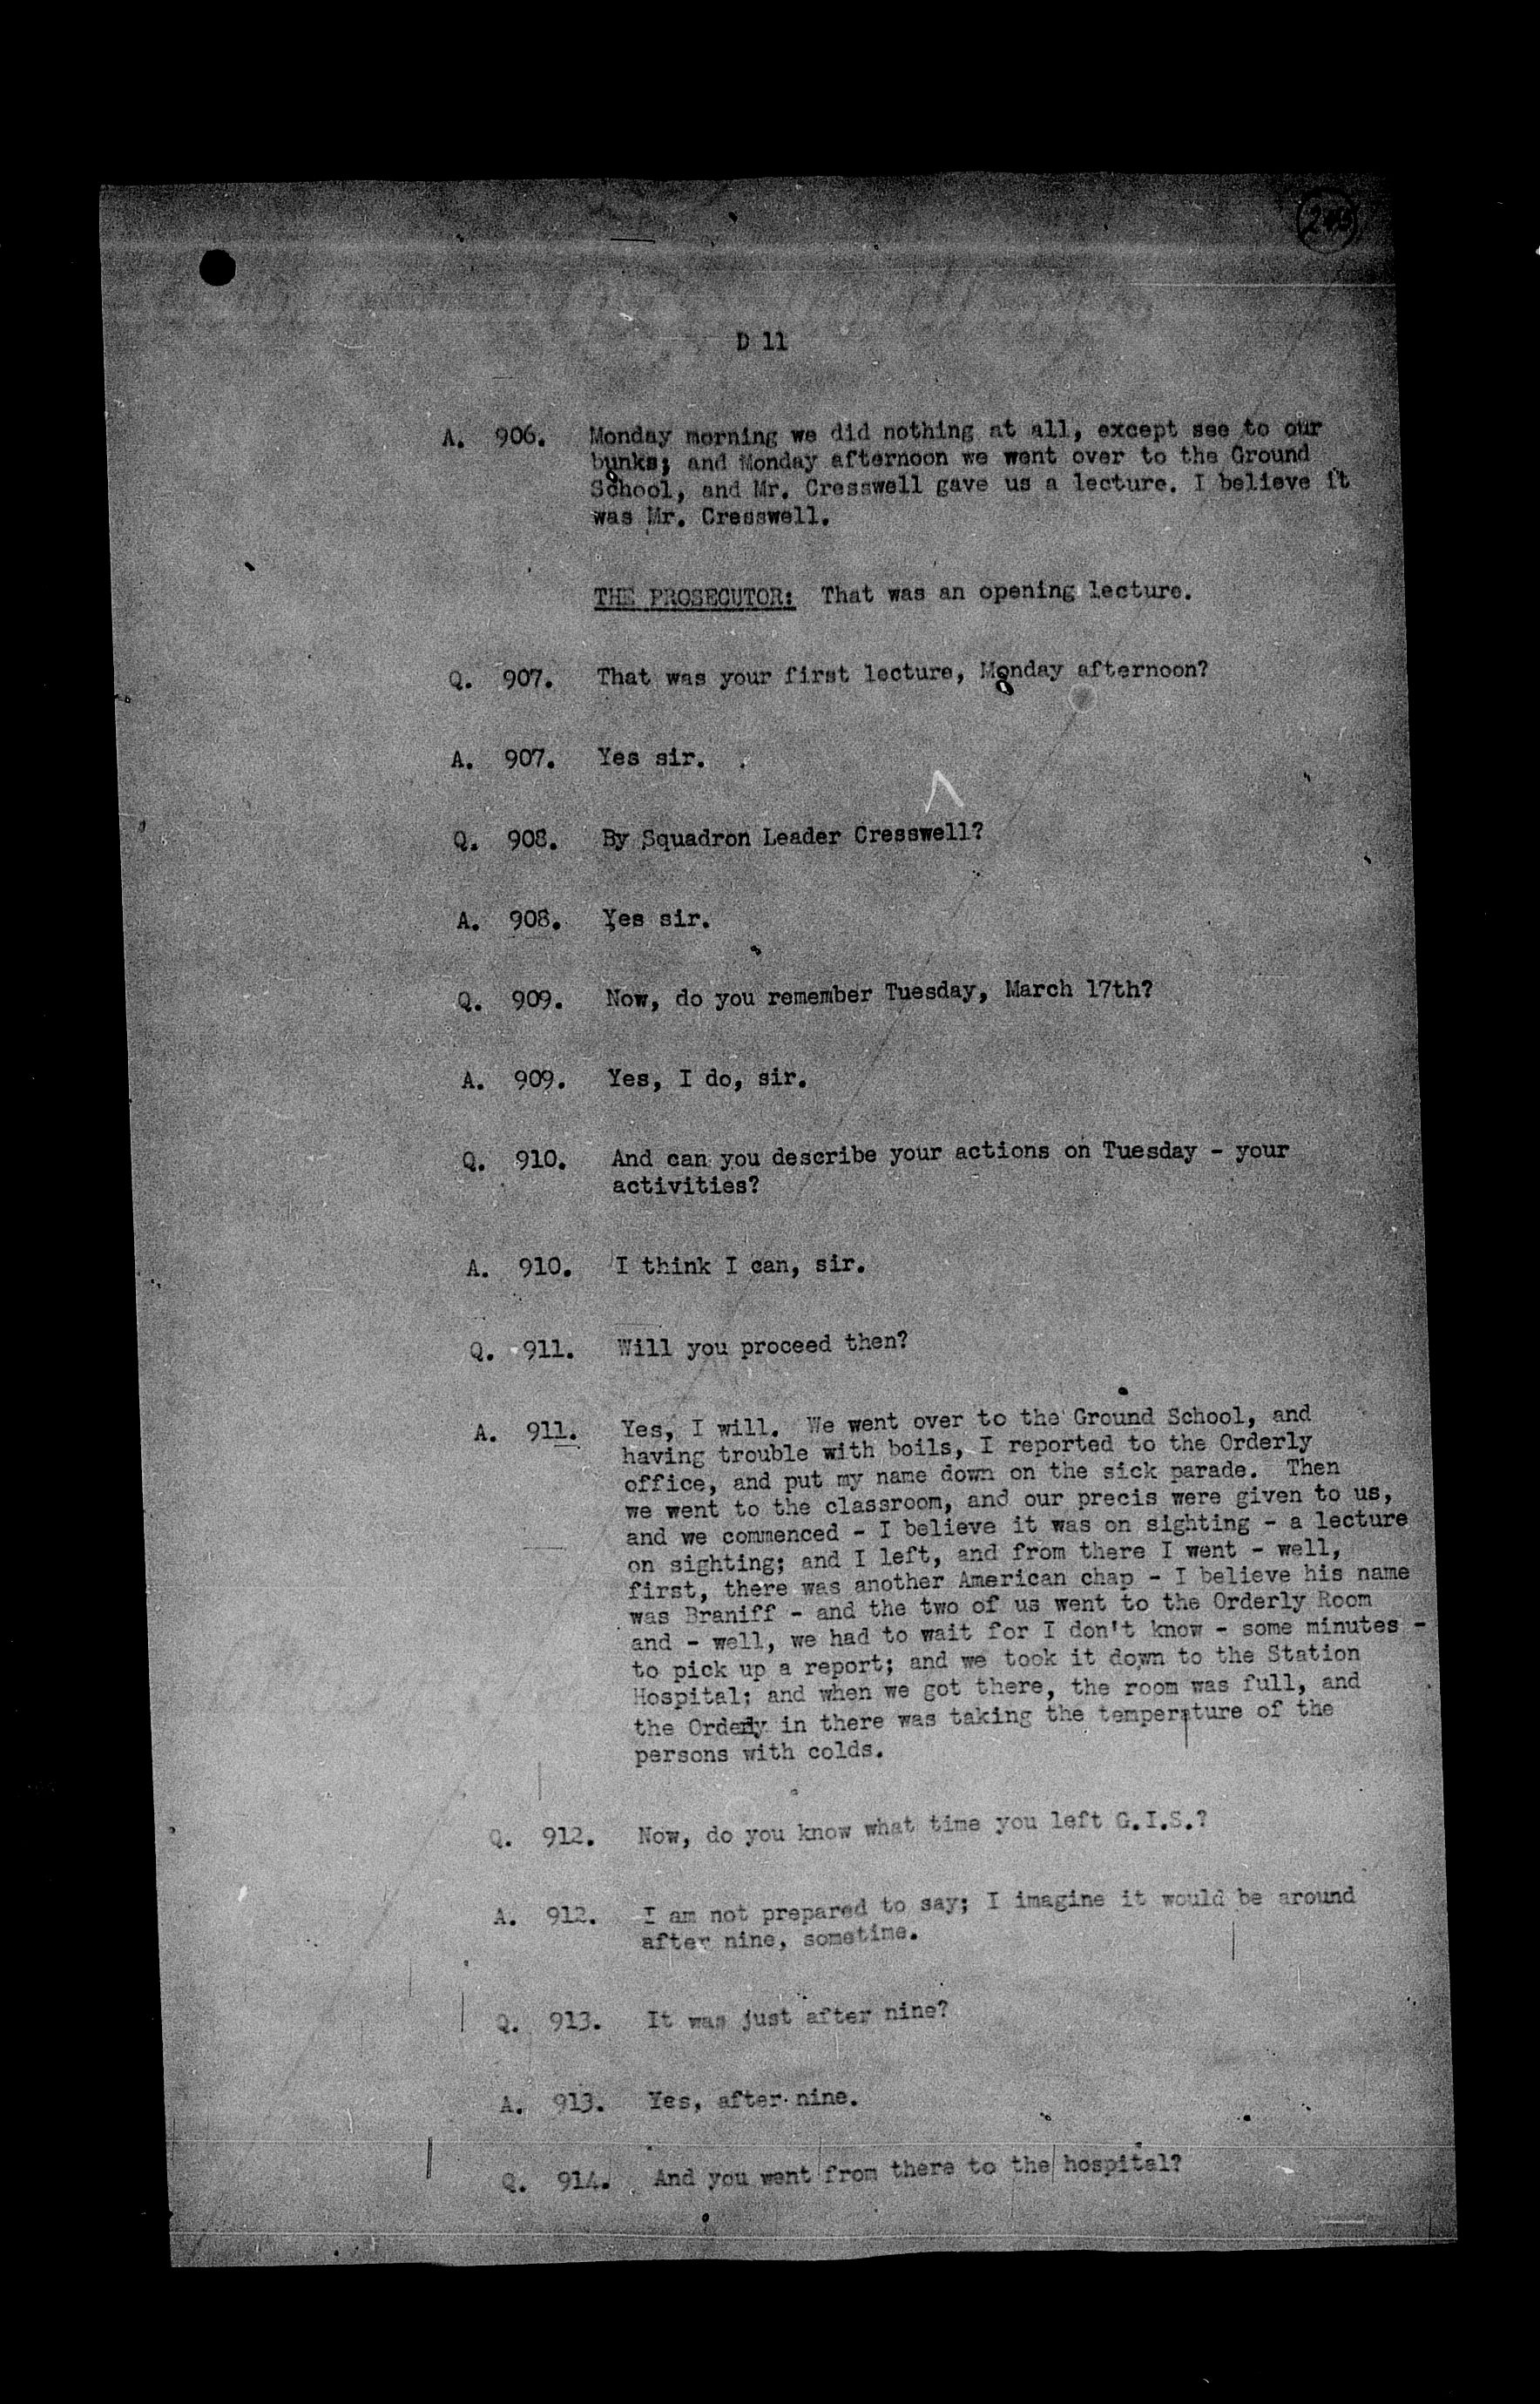 D 11
A. 906. Monday morning we did nothing at all, except see to our
bunks; and Monday afternoon we went over to the Ground
School, and Mr. Cresswell gave us a lecture. I believe it
was Mr. Cresswell.
THE PROSECUTOR: That was an opening lecture.
Q. 907. That was your first lecture, Monday afternoon?
A. 907. Yes sir.
Q. 908. By Squadron Leader Cresswell?
A. 908. Yes sir.
Q. 909. Now, do you remember Tuesday, March 17th?
A. 909. Yes, I do, sir.
Q. 910. And can you describe your actions on Tuesday - your
activities?
A. 910. I think I can, sir.
Q. 911. Will you proceed then?
A. 911. Yes, I will. We went over to the Ground School, and
having trouble with boils, I reported to the Orderly
office, and put my name down on the sick parade. Then
we went to the classroom, and our precis were given to us,
and we commenced - I believe it was on sighting - a lecture
on sighting; and I left, and from there I went - well,
first, there was another American chap - I believe his name
was Braniff - and the two of us went to the Orderly Room
and - well, we had to wait for I don't know - some minutes -
to pick up a report; and we took it down to the Station
Hospital; and when we got there, the room was full, and
the Orderly in there was taking the temperature of the
persons with colds.
Q. 912. Now, do you know what time you left G.I.S.?
A. 912. I am not prepared to say; I imagine it would be around
after nine, sometime.
Q. 913. It was just after nine?
A. 913. Yes, after nine.
Q. 914. And you went from there to the hospital?